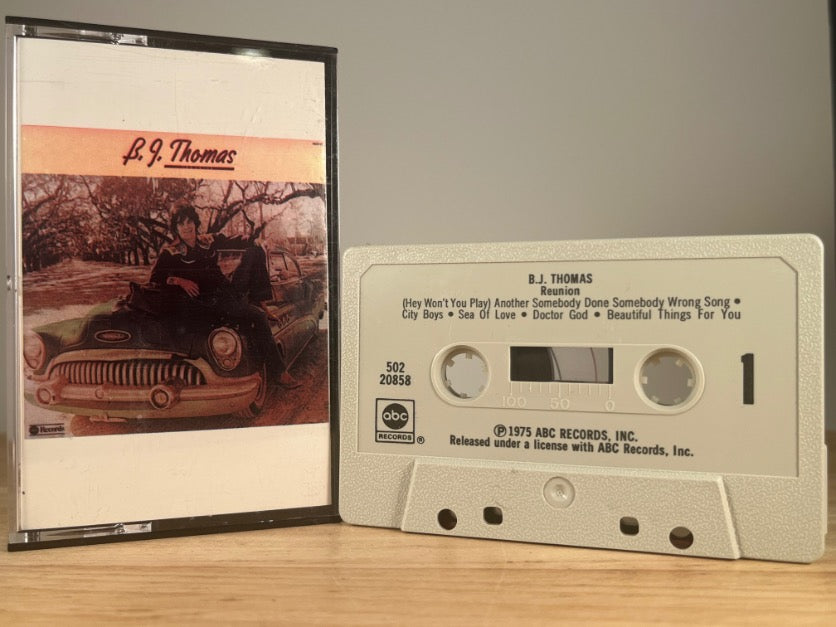 B. J. Thomas
Records
B.J. THOMAS
Reunion
(Hey Won't You Play) Another Somebody Done Somebody Wrong Song •
City Boys • Sea Of Love • Doctor God • Beautiful Things For You
502
20858
1
100 50 0
abc
RECORDS ®
Ⓟ 1975 ABC RECORDS, INC.
Released under a license with ABC Records, Inc.